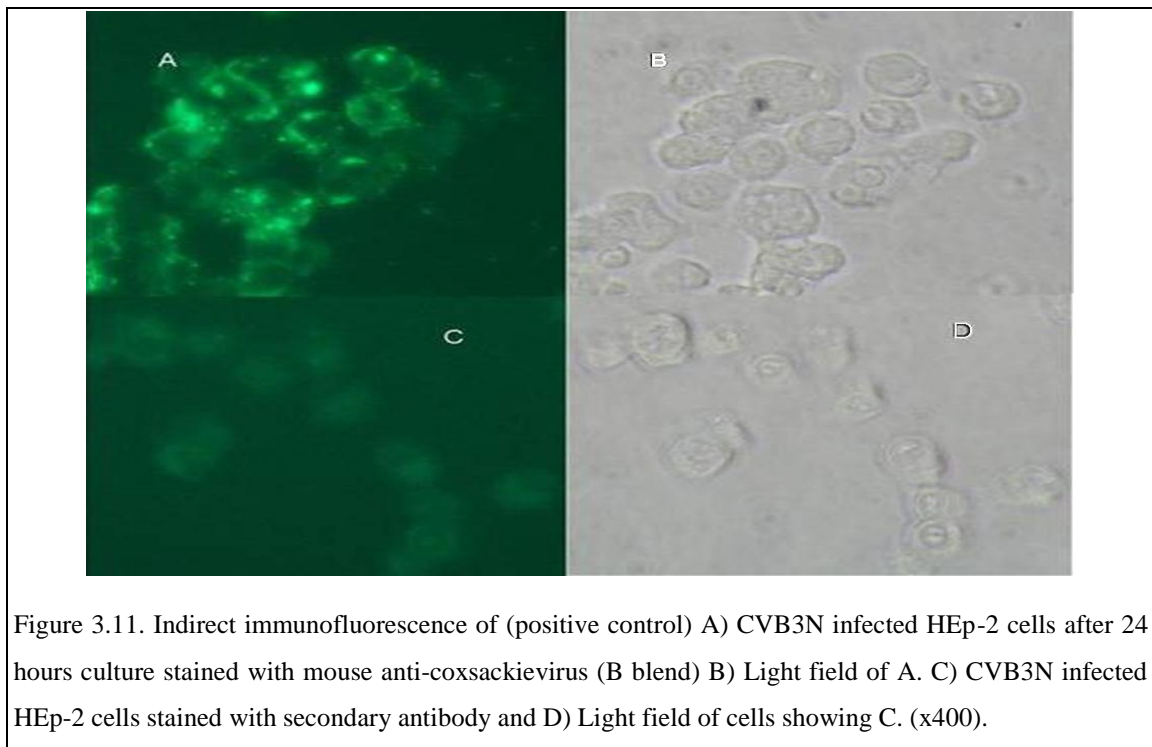 A
B
C
D
Figure 3.11. Indirect immunofluorescence of (positive control) A) CVB3N infected HEp-2 cells after 24
hours culture stained with mouse anti-coxsackievirus (B blend) B) Light field of A. C) CVB3N infected
HEp-2 cells stained with secondary antibody and D) Light field of cells showing C. (x400).